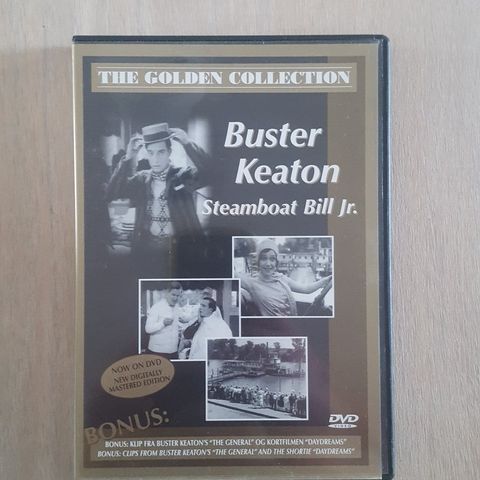 THE GOLDEN COLLECTION
Buster
Keaton
Steamboat Bill Jr.
NOW ON DVD
NEW DIGITALLY
MASTERED EDITION
BONUS:
DVD
VIDEO
BONUS: KLIP FRA BUSTER KEATON'S "THE GENERAL" OG KORTFILMEN "DAYDREAMS"
BONUS: CLIPS FROM BUSTER KEATON'S "THE GENERAL" AND THE SHORTIE "DAYDREAMS"